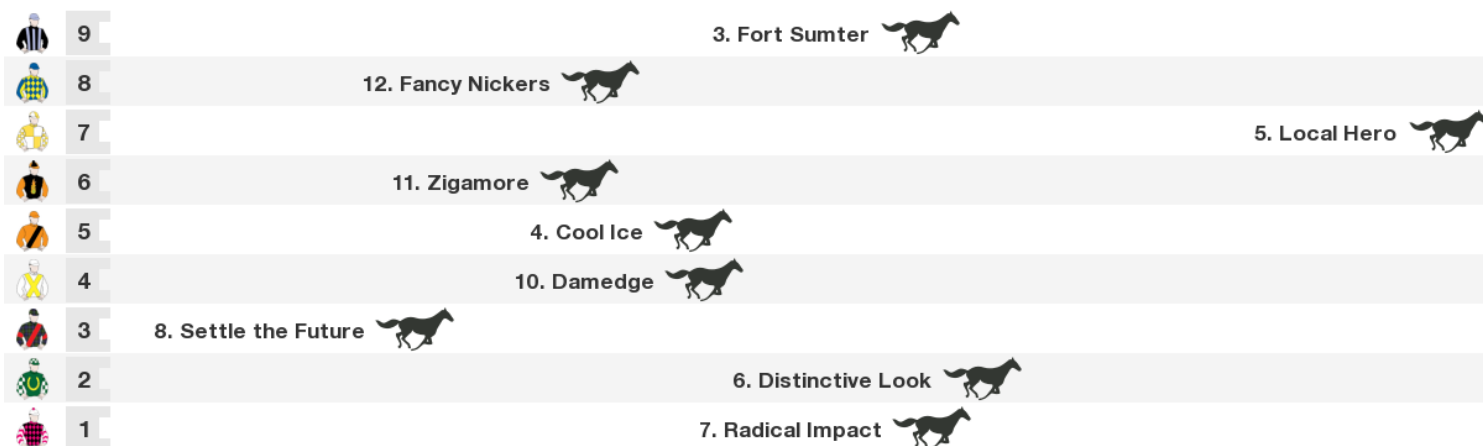 9 3. Fort Sumter
8 12. Fancy Nickers
7 5. Local Hero
6 11. Zigamore
5 4. Cool Ice
4 10. Damedge
3 8. Settle the Future
2 6. Distinctive Look
1 7. Radical Impact